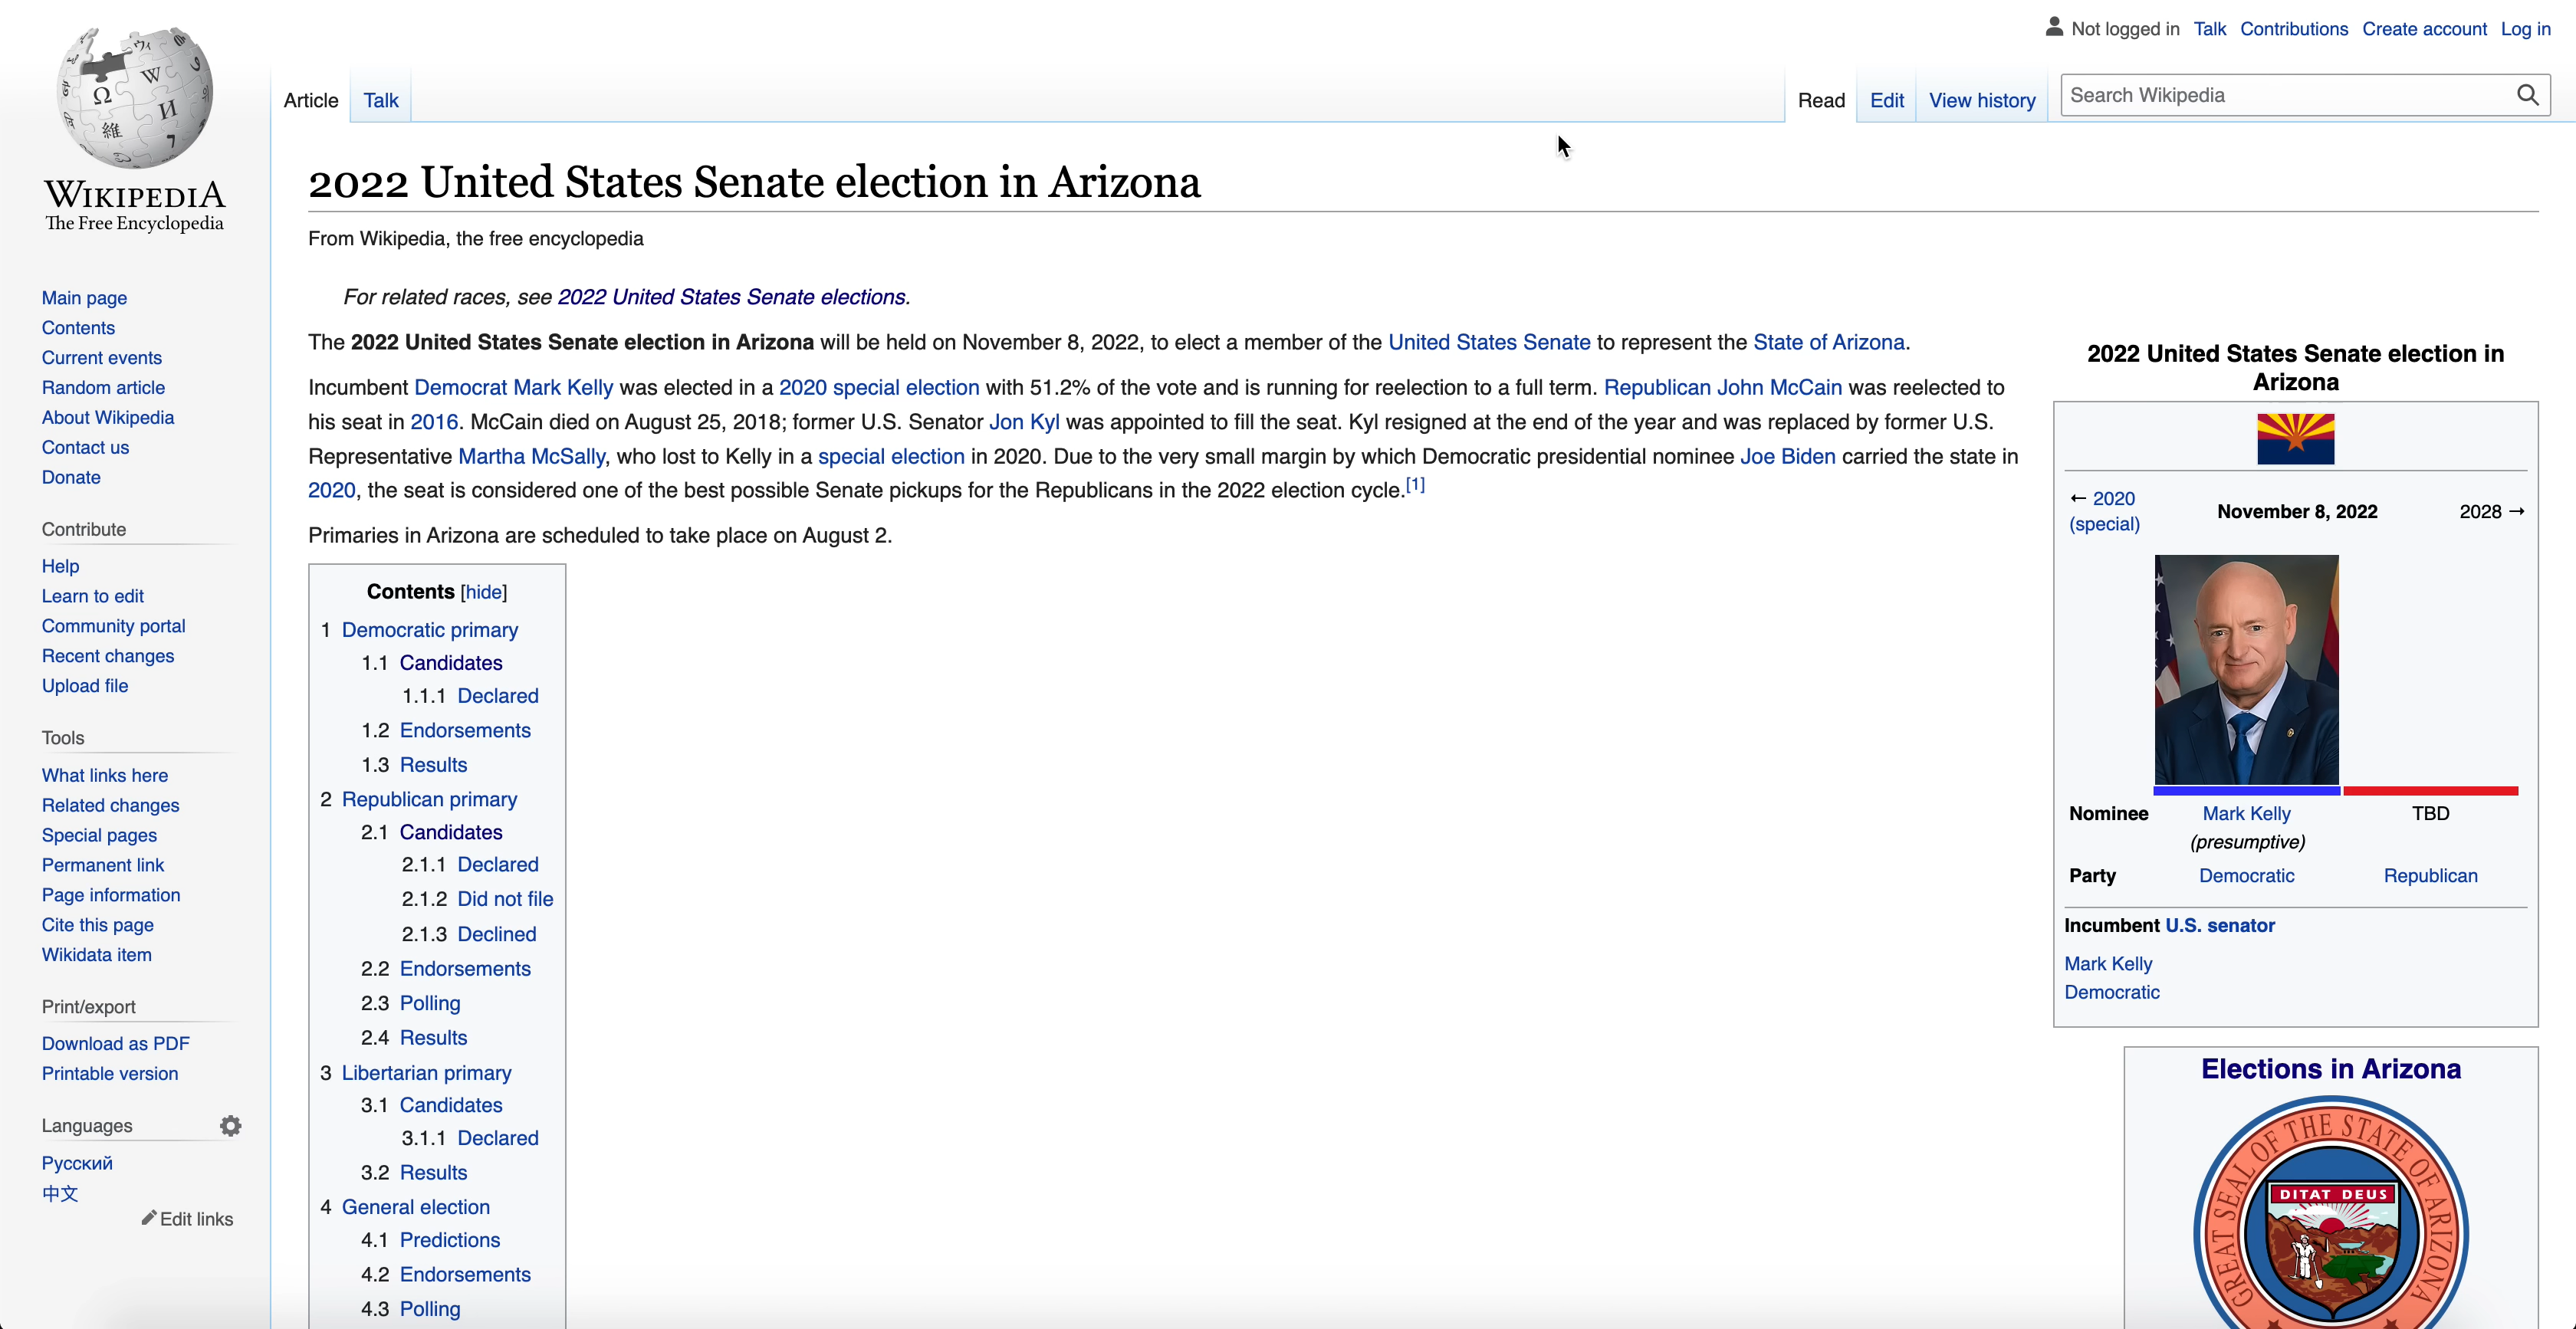 Not logged in Talk Contributions Create account Log in
Article Talk
Read Edit View history
Search Wikipedia
WIKIPEDIA
The Free Encyclopedia
Main page
Contents
Current events
Random article
About Wikipedia
Contact us
Donate
Contribute
Help
Learn to edit
Community portal
Recent changes
Upload file
Tools
What links here
Related changes
Special pages
Permanent link
Page information
Cite this page
Wikidata item
Print/export
Download as PDF
Printable version
Languages
Русский
中文
Edit links
2022 United States Senate election in Arizona
From Wikipedia, the free encyclopedia
For related races, see 2022 United States Senate elections.
The 2022 United States Senate election in Arizona will be held on November 8, 2022, to elect a member of the United States Senate to represent the State of Arizona.
Incumbent Democrat Mark Kelly was elected in a 2020 special election with 51.2% of the vote and is running for reelection to a full term. Republican John McCain was reelected to
his seat in 2016. McCain died on August 25, 2018; former U.S. Senator Jon Kyl was appointed to fill the seat. Kyl resigned at the end of the year and was replaced by former U.S.
Representative Martha McSally, who lost to Kelly in a special election in 2020. Due to the very small margin by which Democratic presidential nominee Joe Biden carried the state in
2020, the seat is considered one of the best possible Senate pickups for the Republicans in the 2022 election cycle.[1]
Primaries in Arizona are scheduled to take place on August 2.
Contents [hide]
1 Democratic primary
1.1 Candidates
1.1.1 Declared
1.2 Endorsements
1.3 Results
2 Republican primary
2.1 Candidates
2.1.1 Declared
2.1.2 Did not file
2.1.3 Declined
2.2 Endorsements
2.3 Polling
2.4 Results
3 Libertarian primary
3.1 Candidates
3.1.1 Declared
3.2 Results
4 General election
4.1 Predictions
4.2 Endorsements
4.3 Polling
2022 United States Senate election in
Arizona
← 2020
(special)
November 8, 2022
2028 →
Nominee Mark Kelly TBD
(presumptive)
Party Democratic Republican
Incumbent U.S. senator
Mark Kelly
Democratic
Elections in Arizona
GREAT SEAL OF THE STATE OF ARIZONA
DITAT DEUS